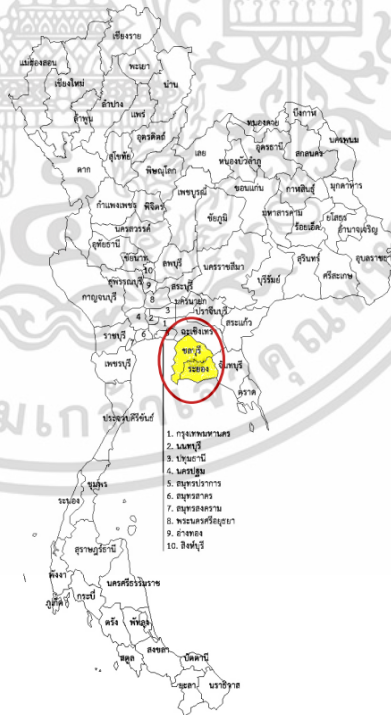 เชียงราย
แม่ฮ่องสอน
พะเยา
เชียงใหม่
น่าน
ลำปาง
ลำพูน
แพร่
อุตรดิตถ์
ตาก
สุโขทัย
พิษณุโลก
เลย
หนองคาย
บึงกาฬ
อุดรธานี
หนองบัวลำภู
สกลนคร
นครพนม
กำแพงเพชร
พิจิตร
เพชรบูรณ์
ขอนแก่น
กาฬสินธุ์
มุกดาหาร
มหาสารคาม
ร้อยเอ็ด
ยโสธร
อำนาจเจริญ
นครสวรรค์
ชัยภูมิ
อุทัยธานี
ชัยนาท
ลพบุรี
นครราชสีมา
บุรีรัมย์
สุรินทร์
ศรีสะเกษ
อุบลราชธานี
10
สุพรรณบุรี
9
สระบุรี
กาญจนบุรี
8
นครนายก
3
ปราจีนบุรี
4
2
1
สระแก้ว
ราชบุรี
6
5
ฉะเชิงเทรา
ชลบุรี
เพชรบุรี
ระยอง
จันทบุรี
ตราด
ประจวบคีรีขันธ์
1. กรุงเทพมหานคร
2. นนทบุรี
3. ปทุมธานี
4. นครปฐม
5. สมุทรปราการ
6. สมุทรสาคร
7. สมุทรสงคราม
8. พระนครศรีอยุธยา
9. อ่างทอง
10. สิงห์บุรี
ชุมพร
ระนอง
สุราษฎร์ธานี
พังงา
นครศรีธรรมราช
ภูเก็ต
กระบี่
ตรัง
พัทลุง
สตูล
สงขลา
ปัตตานี
ยะลา
นราธิวาส